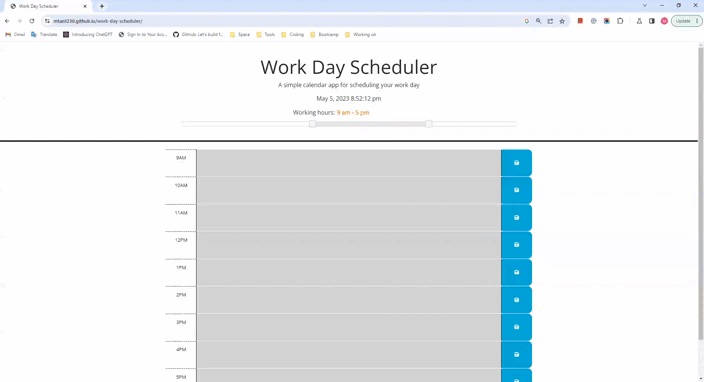 Work Day Scheduler
mtanl230.github.io/work-day-scheduler/
Update
Gmail
Translate
Introducing ChatGPT
Sign In to Your Acc...
GitHub: Let's build f...
Space
Tools
Coding
Bootcamp
Working on
Work Day Scheduler
A simple calendar app for scheduling your work day
May 5, 2023 8:52:12 pm
Working hours: 9 am - 5 pm
9AM
10AM
11AM
12PM
1PM
2PM
3PM
4PM
5PM